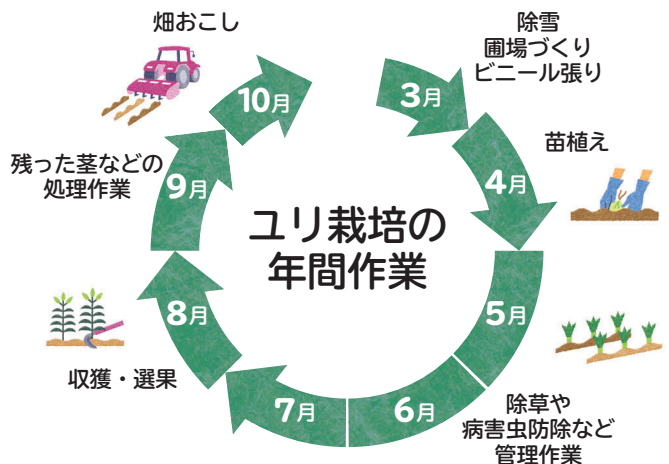 ユリ栽培の
年間作業
3月
除雪
圃場づくり
ビニール張り
4月
苗植え
5月
6月
7月
除草や
病害虫防除など
管理作業
8月
収獲・選果
9月
残った茎などの
処理作業
10月
畑おこし